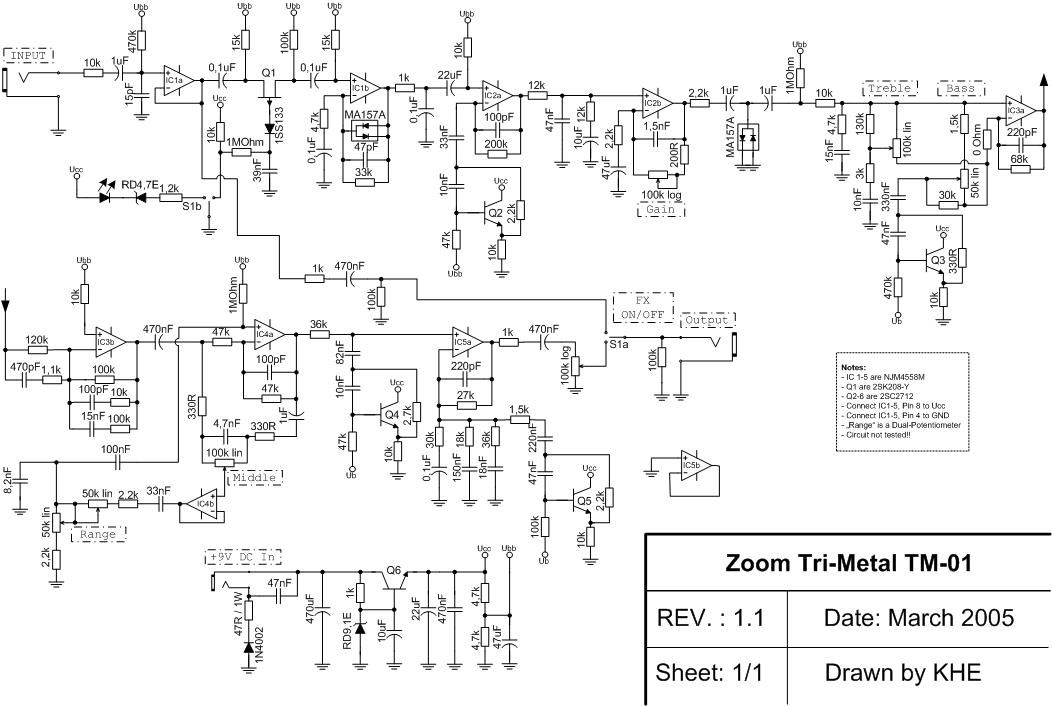 Ubb
Ubb
Ubb
Ubb
Ubb
Ubb
INPUT
10k
1uF
470k
15pF
IC1a
0,1uF
15k
Q1
100k
0,1uF
15k
IC1b
1k
22uF
10k
IC2a
12k
IC2b
2,2k
1uF
1uF
1MOhm
10k
Treble
Bass
IC3a
Ucc
10k
1MOhm
1SS133
39nF
4,7k
0,1uF
MA157A
47pF
33k
0,1uF
33nF
100pF
200k
47nF
12k
10uF
2,2k
47uF
1,5nF
200R
100k log
Gain
MA157A
4,7k
15nF
130k
100k lin
3k
10nF
1,5k
0 Ohm
220pF
68k
50k lin
30k
330nF
47nF
Ucc
Q3
330R
470k
10k
Ub
Ucc
RD4,7E
1,2k
S1b
10nF
Ucc
Q2
2,2k
47k
10k
Ubb
1k
470nF
100k
Ubb
10k
120k
470pF
1,1k
IC3b
470nF
100k
100pF
10k
15nF
100k
Ubb
1MOhm
47k
IC4a
100pF
47k
330R
4,7nF
330R
1uF
100k lin
Middle
36k
82nF
10nF
Ucc
Q4
2,7k
47k
10k
Ub
IC5a
220pF
27k
1k
470nF
100k log
FX
ON/OFF
S1a
Output
100k
30k
0,1uF
18k
150nF
36k
18nF
1,5k
220nF
47nF
Ucc
Q5
2,2k
100k
10k
Ub
IC5b
100nF
8,2nF
50k lin
2,2k
33nF
IC4b
50k lin
2,2k
Range
Notes:
- IC 1-5 are NJM4558M
- Q1 are 2SK208-Y
- Q2-6 are 2SC2712
- Connect IC1-5, Pin 8 to Ucc
- Connect IC1-5, Pin 4 to GND
- „Range" is a Dual-Potentiometer
- Circuit not tested!!
+9V DC In
47nF
47R / 1W
1N4002
470uF
1k
RD9.1E
Q6
10uF
22uF
470nF
Ucc
Ubb
4,7k
4,7k
47uF
Zoom Tri-Metal TM-01
REV. : 1.1
Date: March 2005
Sheet: 1/1
Drawn by KHE